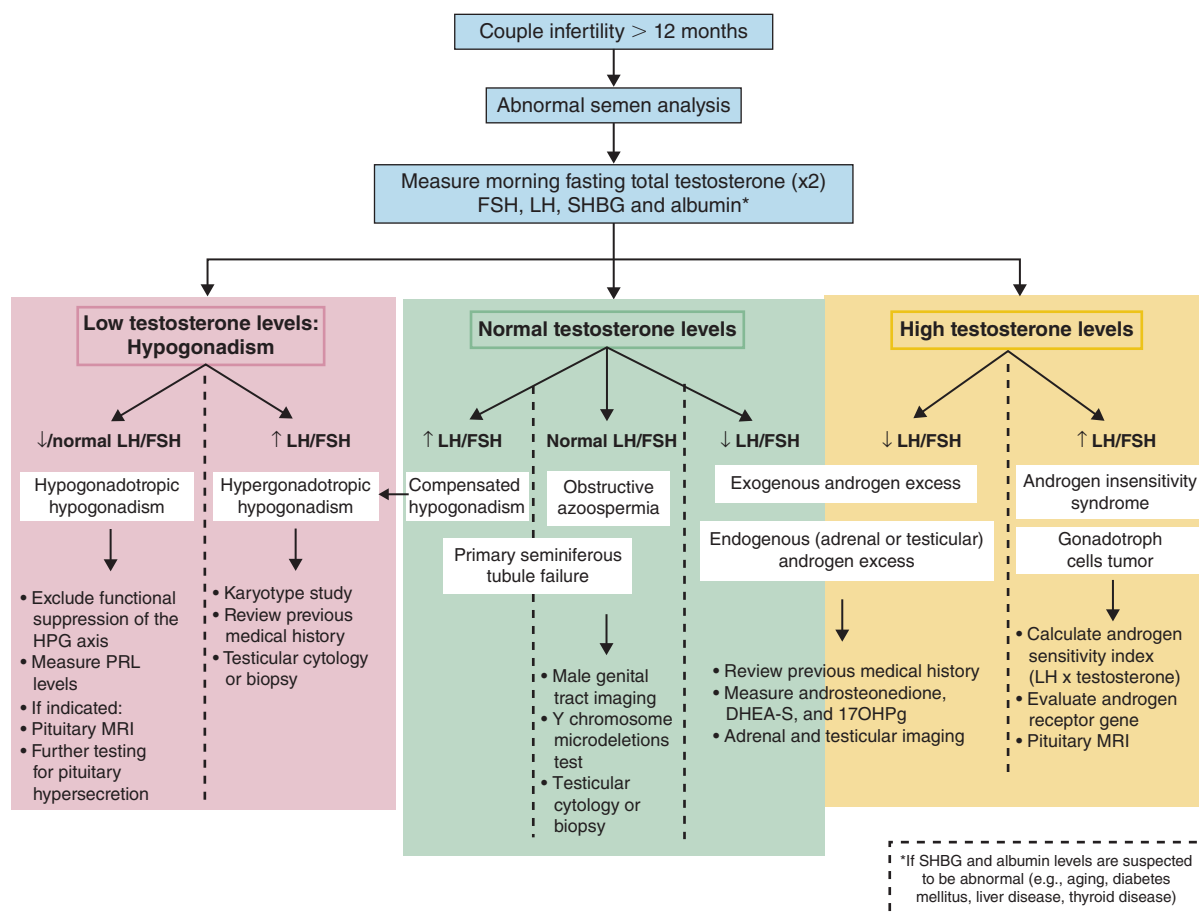 Couple infertility > 12 months
Abnormal semen analysis
Measure morning fasting total testosterone (x2)
FSH, LH, SHBG and albumin*
Low testosterone levels:
Hypogonadism
↓/normal LH/FSH
Hypogonadotropic
hypogonadism
• Exclude functional
suppression of the
HPG axis
• Measure PRL
levels
• If indicated:
• Pituitary MRI
• Further testing
for pituitary
hypersecretion
↑ LH/FSH
Hypergonadotropic
hypogonadism
• Karyotype study
• Review previous
medical history
• Testicular cytology
or biopsy
Normal testosterone levels
↑ LH/FSH
Compensated
hypogonadism
Normal LH/FSH
Obstructive
azoospermia
Primary seminiferous
tubule failure
• Male genital
tract imaging
• Y chromosome
microdeletions
test
• Testicular
cytology or
biopsy
↓ LH/FSH
High testosterone levels
↓ LH/FSH
Exogenous androgen excess
Endogenous (adrenal or testicular)
androgen excess
• Review previous medical history
• Measure androsteonedione,
DHEA-S, and 17OHPg
• Adrenal and testicular imaging
↑ LH/FSH
Androgen insensitivity
syndrome
Gonadotroph
cells tumor
• Calculate androgen
sensitivity index
(LH x testosterone)
• Evaluate androgen
receptor gene
• Pituitary MRI
*If SHBG and albumin levels are suspected
to be abnormal (e.g., aging, diabetes
mellitus, liver disease, thyroid disease)